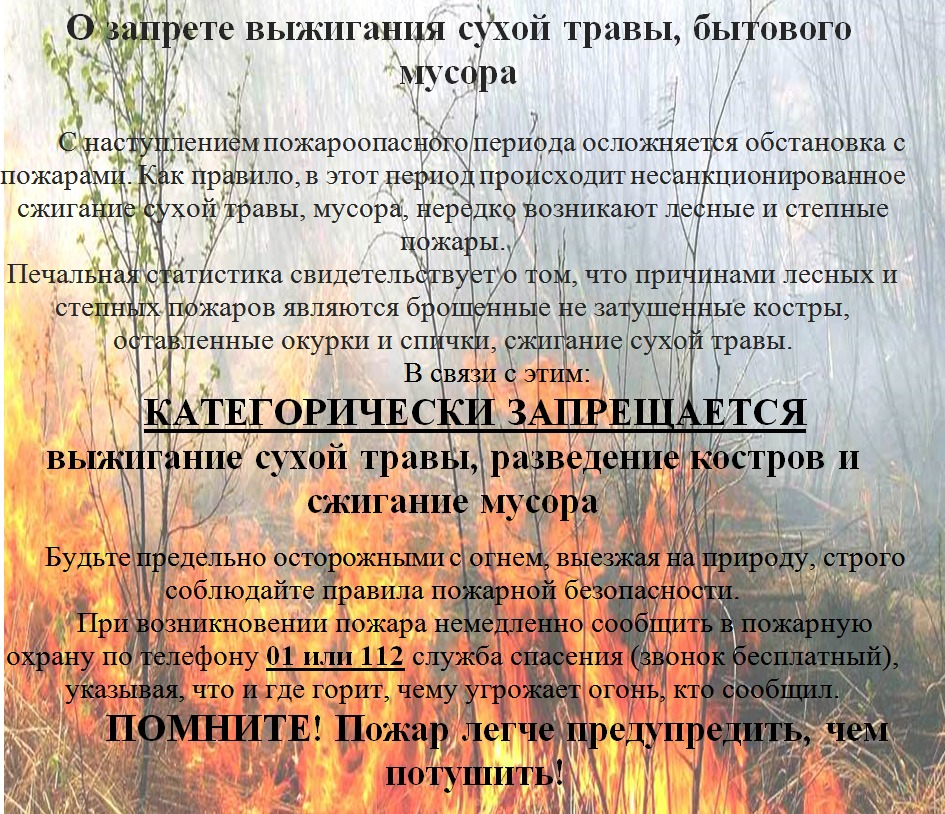 О запрете выжигания сухой травы, бытового
мусора
С наступлением пожароопасного периода осложняется обстановка с
пожарами. Как правило, в этот период происходит несанкционированное
сжигание сухой травы, мусора, нередко возникают лесные и степные
пожары.
Печальная статистика свидетельствует о том, что причинами лесных и
степных пожаров являются брошенные не затушенные костры,
оставленные окурки и спички, сжигание сухой травы.
В связи с этим:
КАТЕГОРИЧЕСКИ ЗАПРЕЩАЕТСЯ
выжигание сухой травы, разведение костров и
сжигание мусора
Будьте предельно осторожными с огнем, выезжая на природу, строго
соблюдайте правила пожарной безопасности.
При возникновении пожара немедленно сообщить в пожарную
охрану по телефону 01 или 112 служба спасения (звонок бесплатный),
указывая, что и где горит, чему угрожает огонь, кто сообщил.
ПОМНИТЕ! Пожар легче предупредить, чем
потушить!